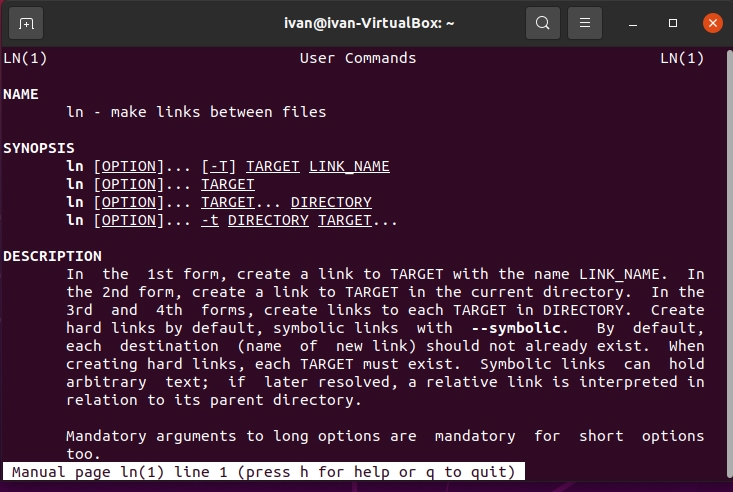 ivan@ivan-VirtualBox: ~
LN(1) User Commands LN(1)
NAME
ln - make links between files
SYNOPSIS
ln [OPTION]... [-T] TARGET LINK_NAME
ln [OPTION]... TARGET
ln [OPTION]... TARGET... DIRECTORY
ln [OPTION]... -t DIRECTORY TARGET...
DESCRIPTION
In the 1st form, create a link to TARGET with the name LINK_NAME. In
the 2nd form, create a link to TARGET in the current directory. In the
3rd and 4th forms, create links to each TARGET in DIRECTORY. Create
hard links by default, symbolic links with --symbolic. By default,
each destination (name of new link) should not already exist. When
creating hard links, each TARGET must exist. Symbolic links can hold
arbitrary text; if later resolved, a relative link is interpreted in
relation to its parent directory.
Mandatory arguments to long options are mandatory for short options
too.
Manual page ln(1) line 1 (press h for help or q to quit)